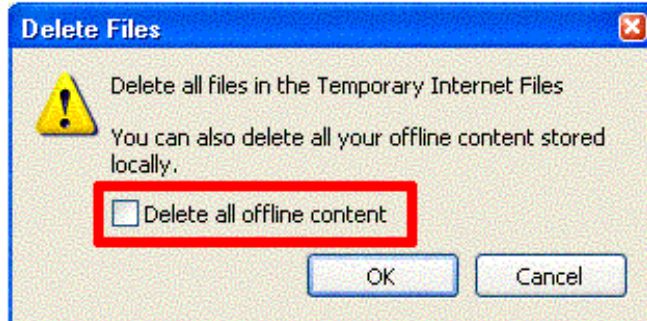 Delete Files
Delete all files in the Temporary Internet Files
You can also delete all your offline content stored
locally.
Delete all offline content
OK
Cancel